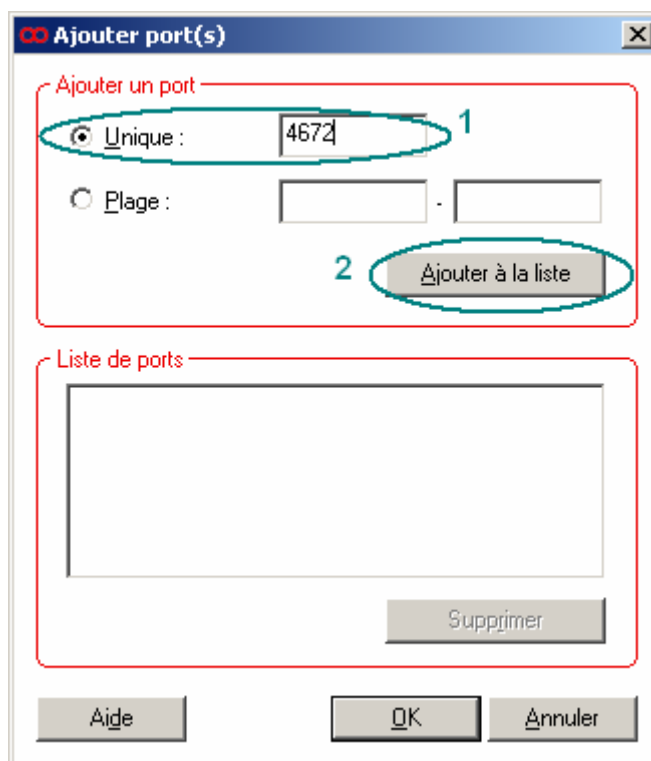 Ajouter port(s)
Ajouter un port
Unique : 4672 1
Plage : -
2 Ajouter à la liste
Liste de ports
Supprimer
Aide OK Annuler